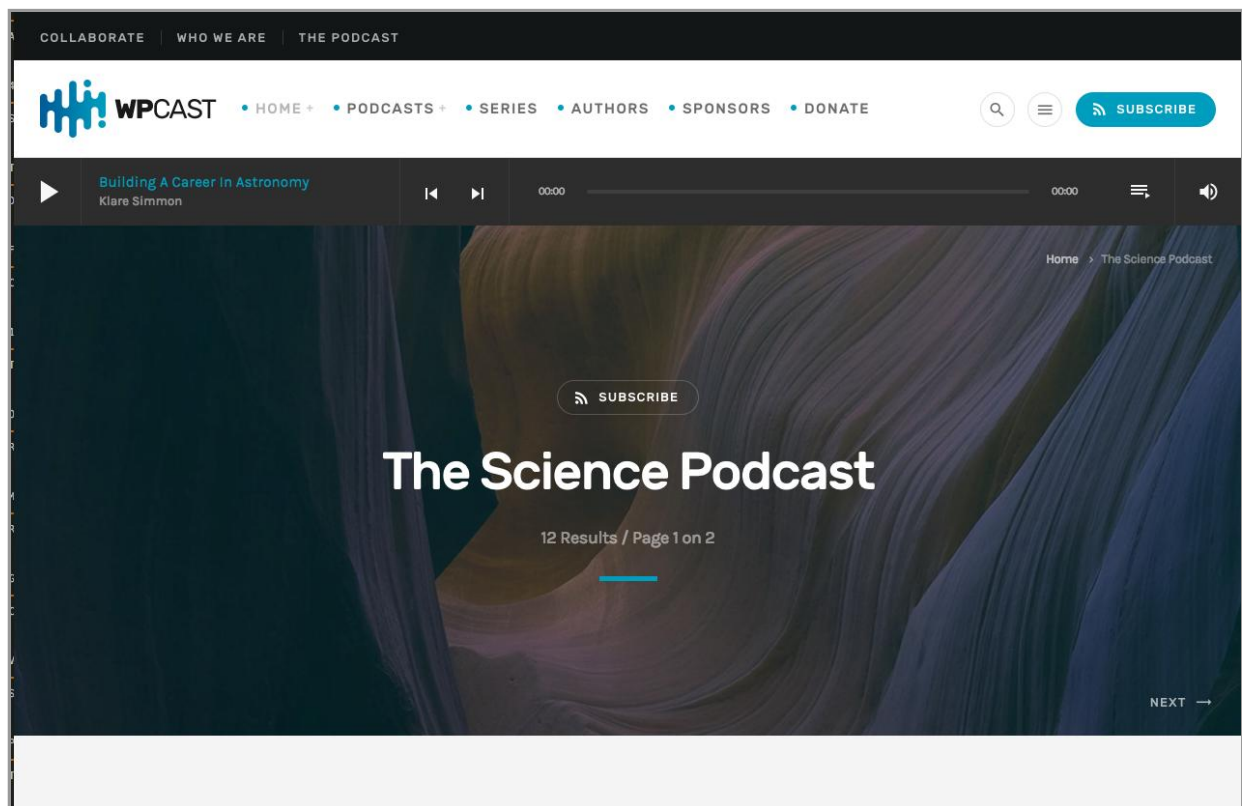 COLLABORATE WHO WE ARE THE PODCAST
WPCAST HOME + PODCASTS + SERIES AUTHORS SPONSORS DONATE SUBSCRIBE
Building A Career In Astronomy
Klare Simmon
00:00 00:00
Home > The Science Podcast
SUBSCRIBE
The Science Podcast
12 Results / Page 1 on 2
NEXT →